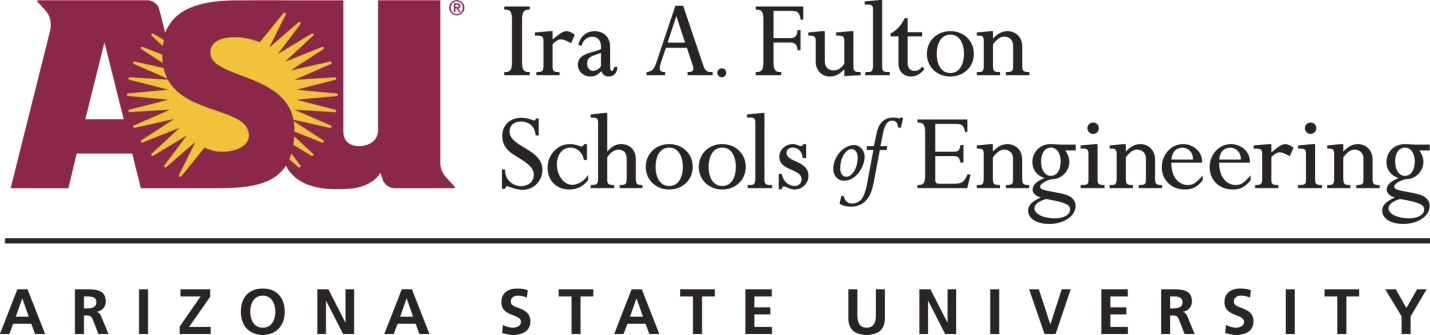 ASU®
Ira A. Fulton
Schools of Engineering
ARIZONA STATE UNIVERSITY